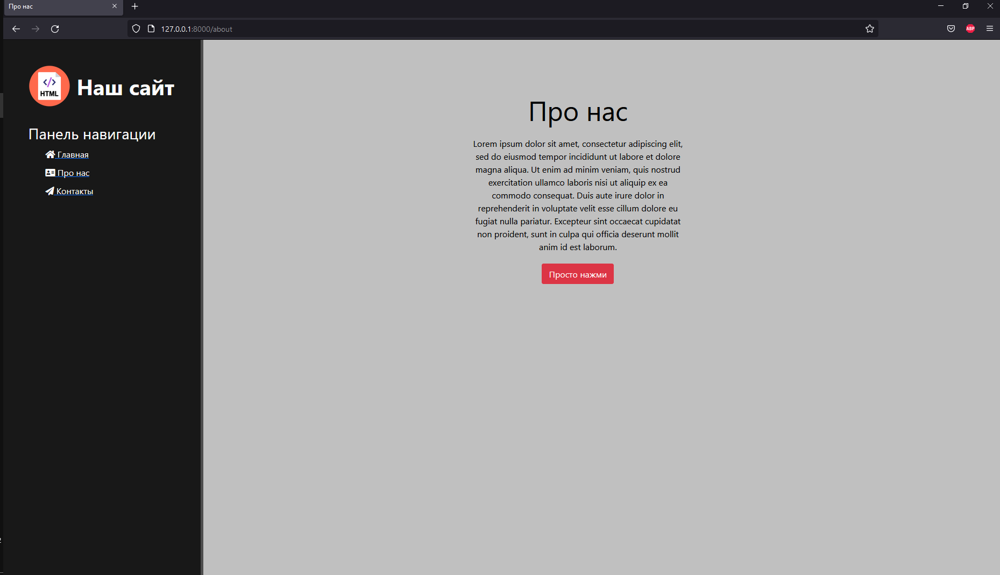 Про нас
127.0.0.1:8000/about
ABP
</>
HTML
Наш сайт
Панель навигации
Главная
Про нас
Контакты
Про нас
Lorem ipsum dolor sit amet, consectetur adipiscing elit,
sed do eiusmod tempor incididunt ut labore et dolore
magna aliqua. Ut enim ad minim veniam, quis nostrud
exercitation ullamco laboris nisi ut aliquip ex ea
commodo consequat. Duis aute irure dolor in
reprehenderit in voluptate velit esse cillum dolore eu
fugiat nulla pariatur. Excepteur sint occaecat cupidatat
non proident, sunt in culpa qui officia deserunt mollit
anim id est laborum.
Просто нажми